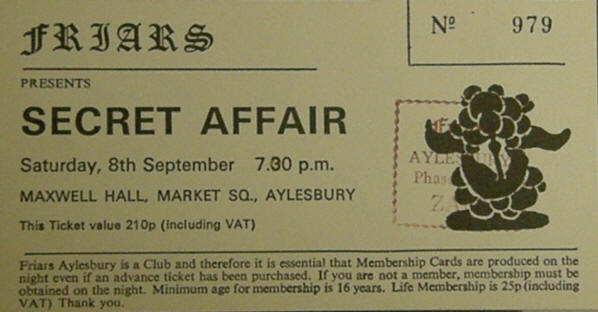 FRIARS
Nº 979
PRESENTS
SECRET AFFAIR
Saturday, 8th September 7.30 p.m.
MAXWELL HALL, MARKET SQ., AYLESBURY
This Ticket value 210p (including VAT)
AYLESBURY
Friars Aylesbury is a Club and therefore it is essential that Membership Cards are produced on the
night even if an advance ticket has been purchased. If you are not a member, membership must be
obtained on the night. Minimum age for membership is 16 years. Life Membership is 25p (including
VAT) Thank you.